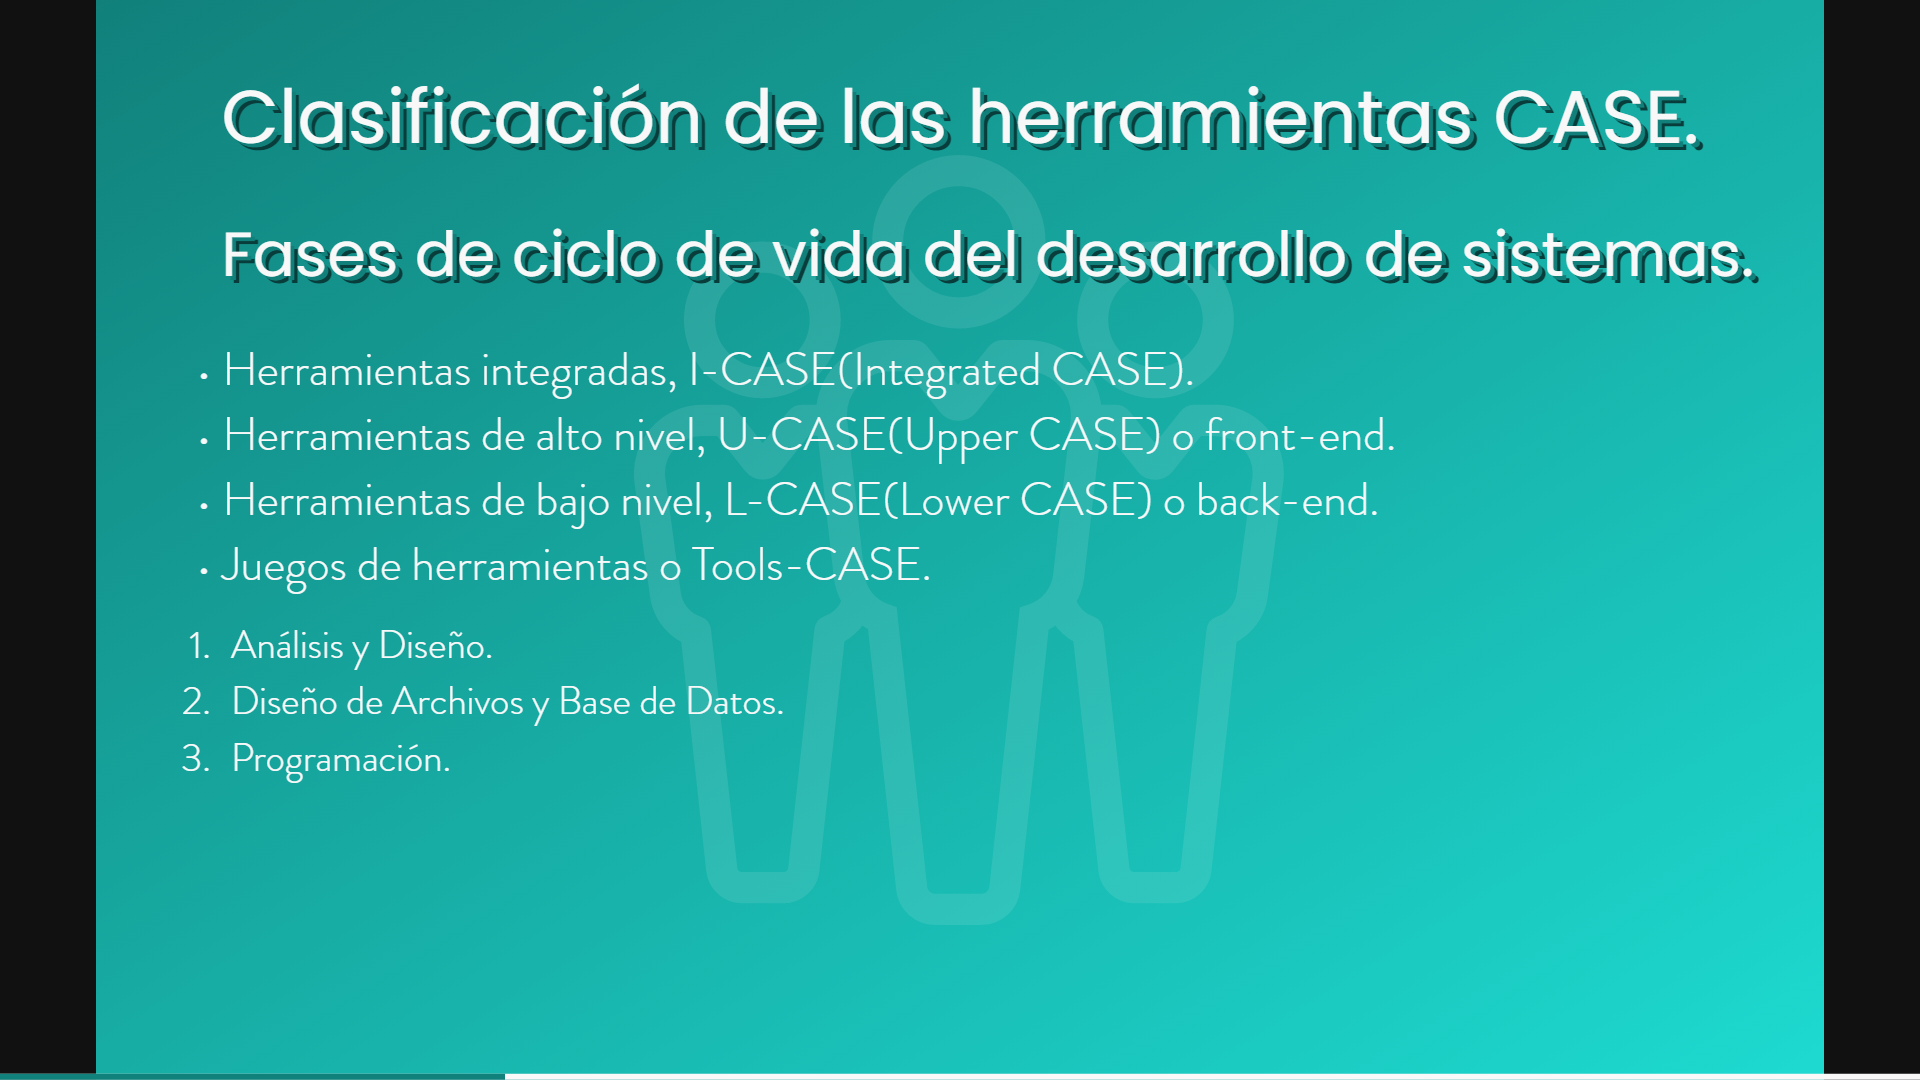 Clasificación de las herramientas CASE.
Fases de ciclo de vida del desarrollo de sistemas.
• Herramientas integradas, I-CASE(Integrated CASE).
• Herramientas de alto nivel, U-CASE(Upper CASE) o front-end.
• Herramientas de bajo nivel, L-CASE(Lower CASE) o back-end.
• Juegos de herramientas o Tools-CASE.
1. Análisis y Diseño.
2. Diseño de Archivos y Base de Datos.
3. Programación.